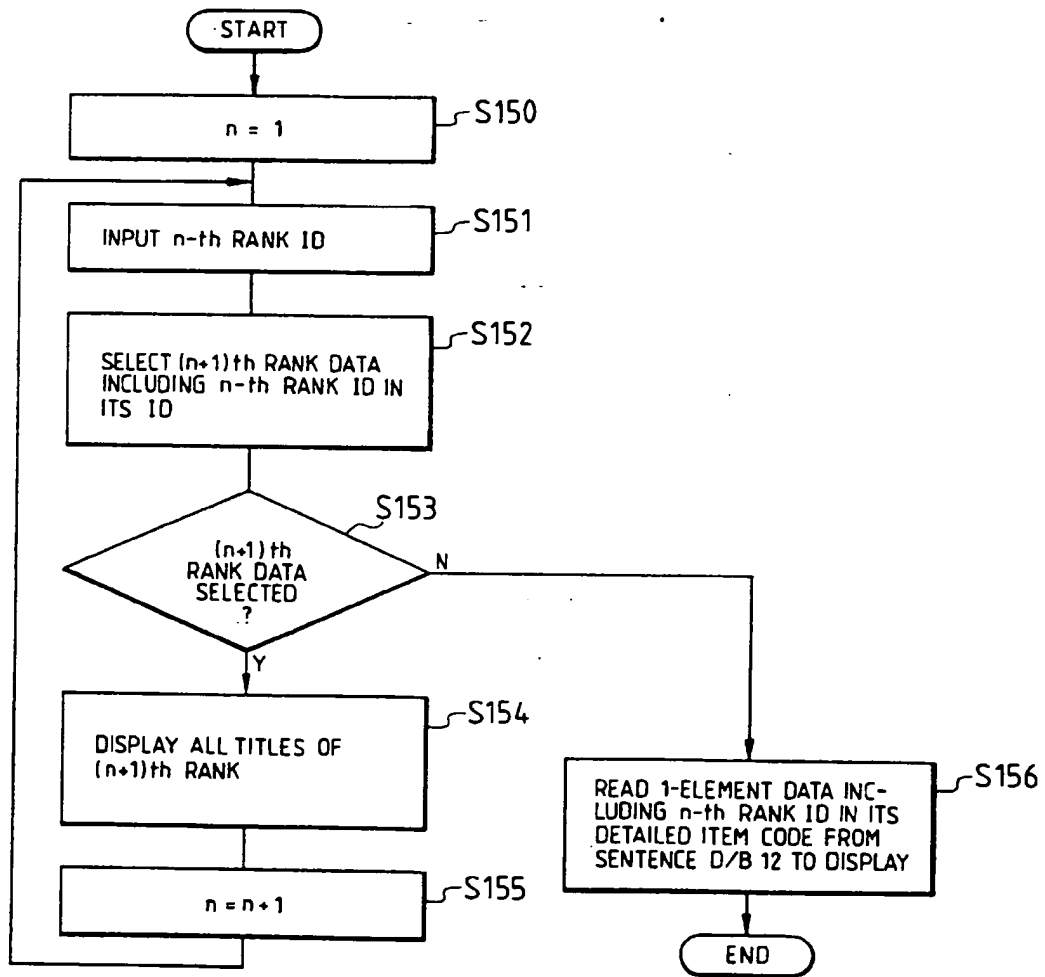 START
n = 1
S150
INPUT n-th RANK ID
S151
SELECT (n+1)th RANK DATA
INCLUDING n-th RANK ID IN
ITS ID
S152
(n+1)th
RANK DATA
SELECTED
?
S153
N
Y
DISPLAY ALL TITLES OF
(n+1)th RANK
S154
n = n+1
S155
READ 1-ELEMENT DATA INC-
LUDING n-th RANK ID IN ITS
DETAILED ITEM CODE FROM
SENTENCE D/B 12 TO DISPLAY
S156
END